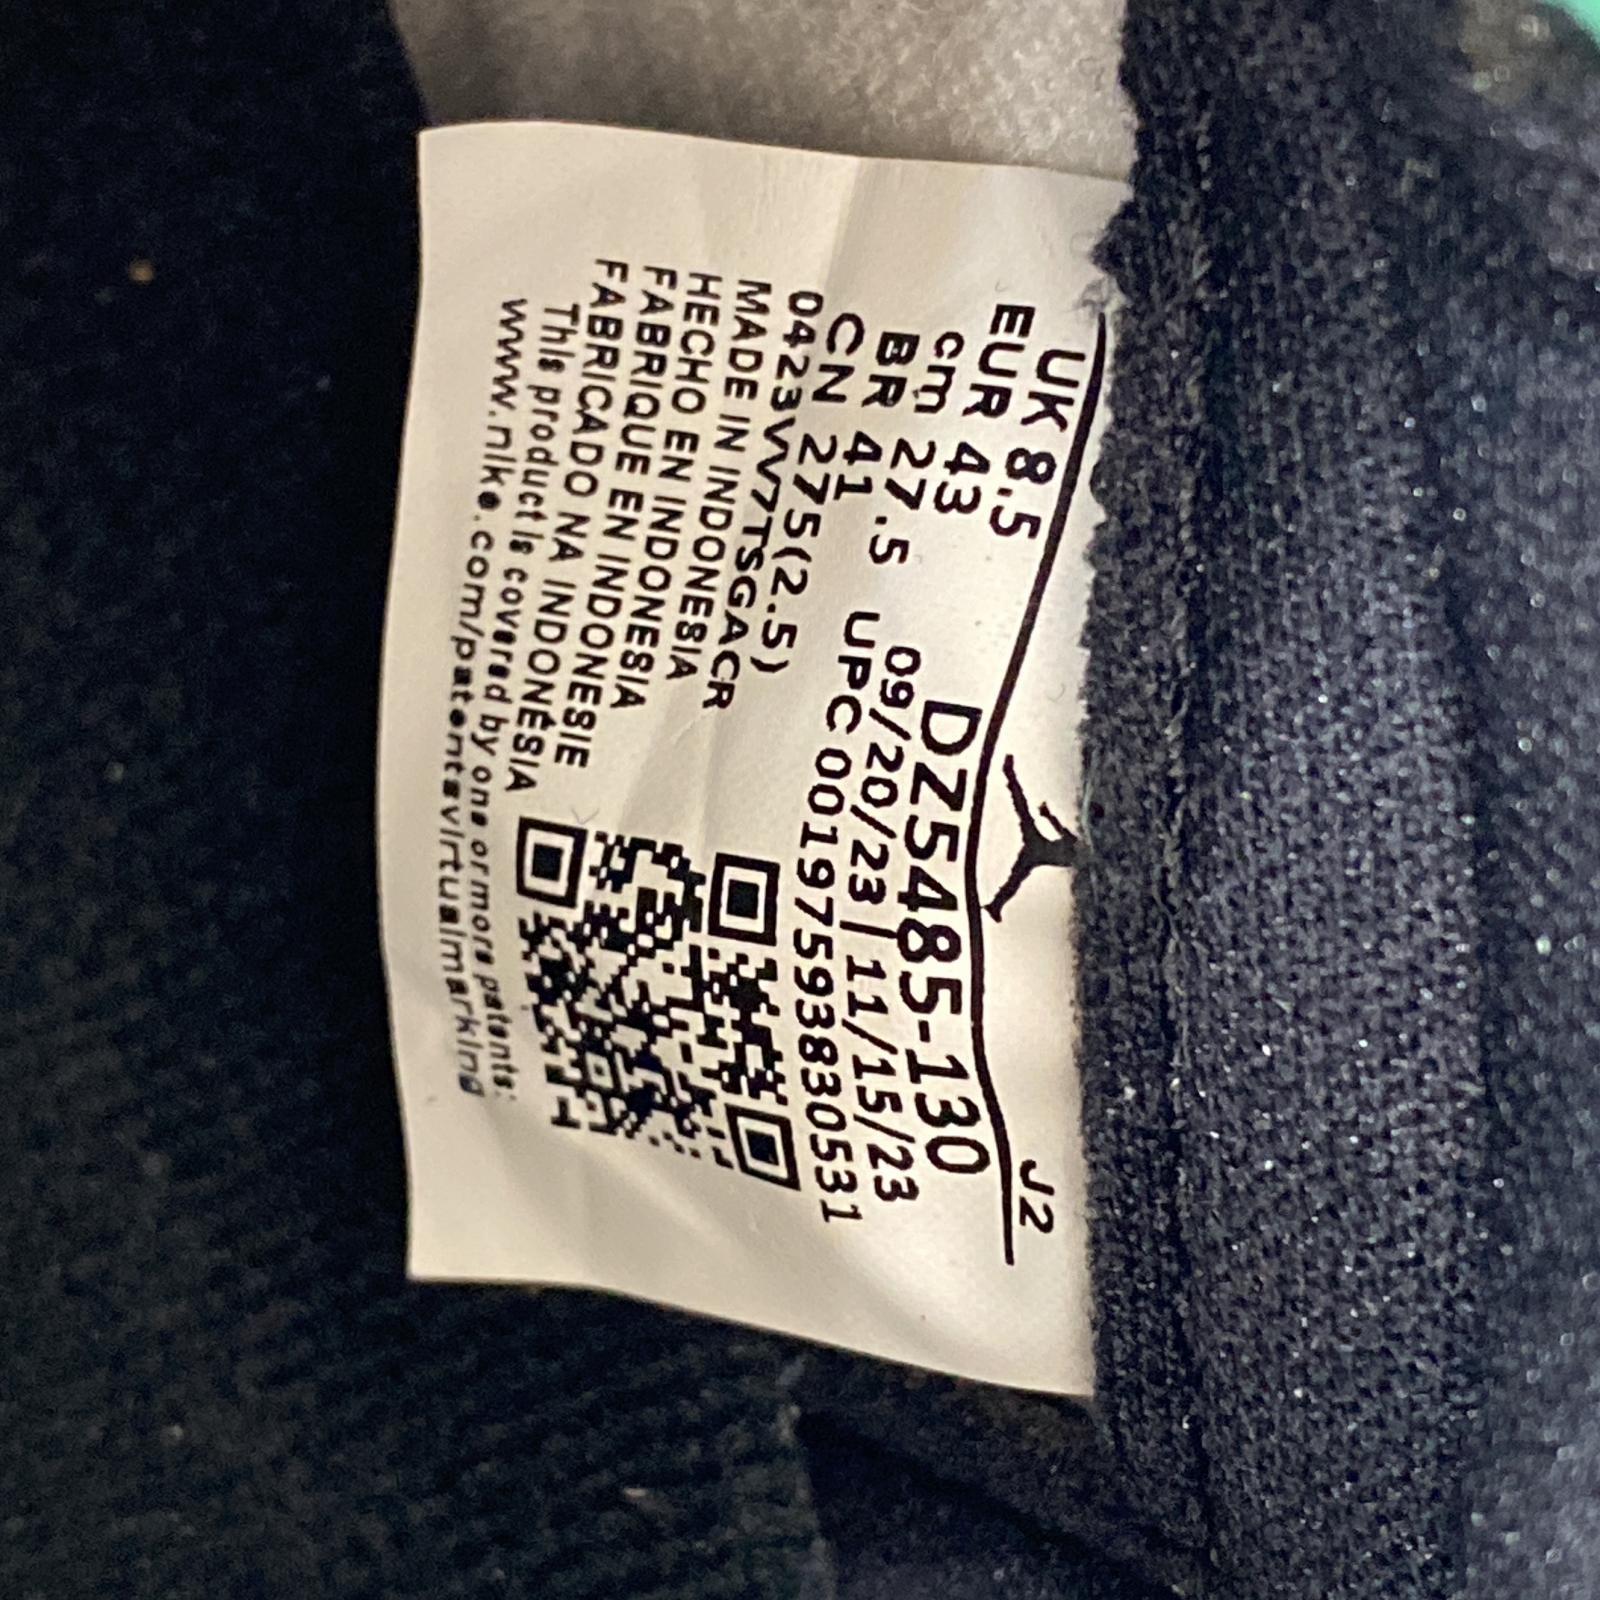 UK 8.5
EUR 43
cm 27.5
BR 41
CN 275(2.5)
0423VV7TSGACR
MADE IN INDONESIA
HECHO EN INDONESIA
FABRIQUE EN INDONESIE
FABRICADO NA INDONÉSIA
This product is covered by one or more patents:
www.nike.com/patentsvirtualmarking
J2
DZ5485-130
09/20/23|11/15/23
UPC 00197593830531